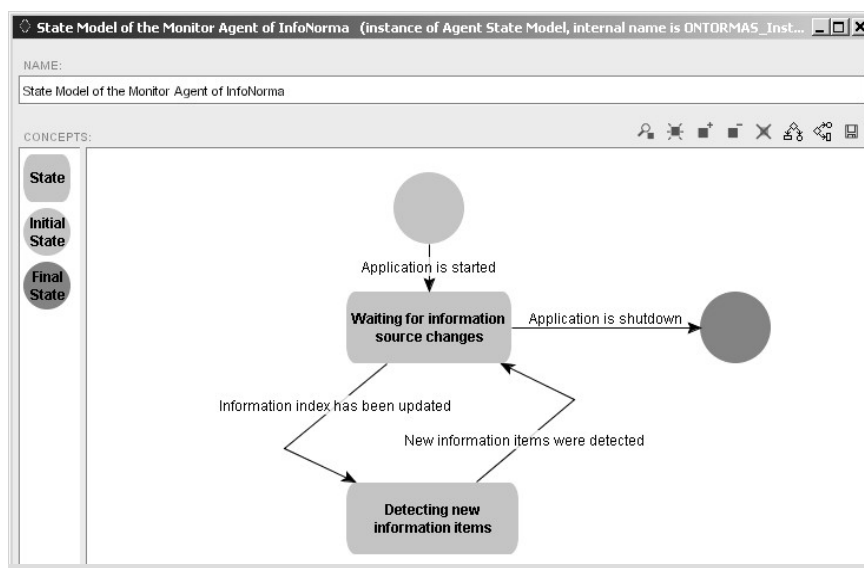 State Model of the Monitor Agent of InfoNorma (instance of Agent State Model, internal name is ONTORMAS_Inst...
NAME:
State Model of the Monitor Agent of InfoNorma
CONCEPTS:
State
Initial
State
Final
State
Application is started
Waiting for information
source changes
Application is shutdown
Information index has been updated
New information items were detected
Detecting new
information items